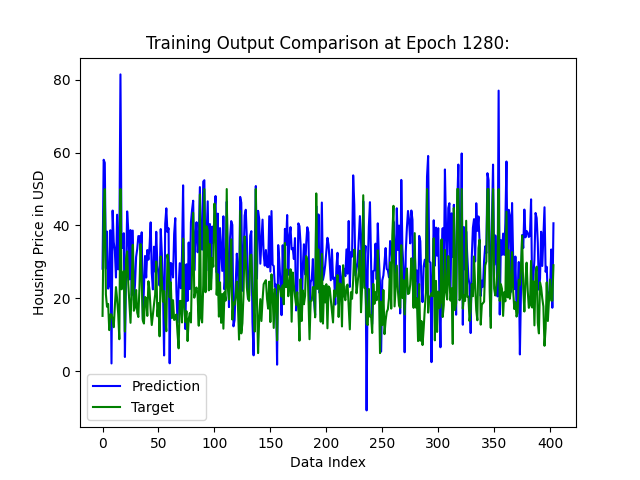 Training Output Comparison at Epoch 1280:
80
60
40
20
0
Housing Price in USD
Prediction
Target
0 50 100 150 200 250 300 350 400
Data Index